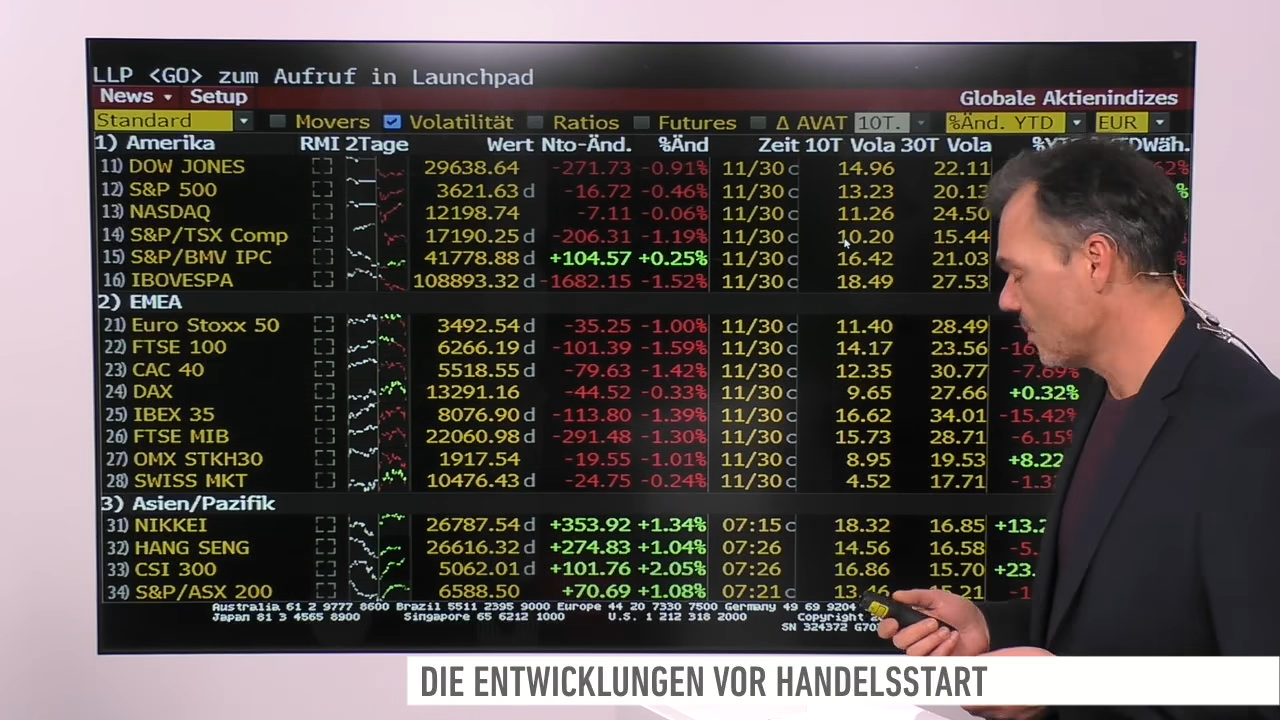 LLP <GO> zum Aufruf in Launchpad
News Setup Globale Aktienindizes
Standard Movers Volatilität Ratios Futures Δ AVAT 10T. %Änd. YTD EUR
1) Amerika RMI 2Tage Wert Nto-Änd. %Änd Zeit 10T Vola 30T Vola Wäh.
11) DOW JONES 29638.64 -271.73 -0.91% 11/30 c 14.96 22.11
12) S&P 500 3621.63 d -16.72 -0.46% 11/30 c 13.23 20.13
13) NASDAQ 12198.74 -7.11 -0.06% 11/30 c 11.26 24.50
14) S&P/TSX Comp 17190.25 d -206.31 -1.19% 11/30 c 10.20 15.44
15) S&P/BMV IPC 41778.88 d +104.57 +0.25% 11/30 c 16.42 21.03
16) IBOVESPA 108893.32 d -1682.15 -1.52% 11/30 c 18.49 27.53
2) EMEA
21) Euro Stoxx 50 3492.54 d -35.25 -1.00% 11/30 c 11.40 28.49
22) FTSE 100 6266.19 d -101.39 -1.59% 11/30 c 14.17 23.56
23) CAC 40 5518.55 d -79.63 -1.42% 11/30 c 12.35 30.77 -7.69%
24) DAX 13291.16 -44.52 -0.33% 11/30 c 9.65 27.66 +0.32%
25) IBEX 35 8076.90 d -113.80 -1.39% 11/30 c 16.62 34.01 -15.42%
26) FTSE MIB 22060.98 d -291.48 -1.30% 11/30 c 15.73 28.71 -6.15%
27) OMX STKH30 1917.54 -19.55 -1.01% 11/30 c 8.95 19.53 +8.22
28) SWISS MKT 10476.43 d -24.75 -0.24% 11/30 c 4.52 17.71
3) Asien/Pazifik
31) NIKKEI 26787.54 d +353.92 +1.34% 07:15 c 18.32 16.85
32) HANG SENG 26616.32 d +274.83 +1.04% 07:26 14.56 16.58
33) CSI 300 5062.01 d +101.76 +2.05% 07:26 16.86 15.70
34) S&P/ASX 200 6588.50 +70.69 +1.08% 07:21 c
Australia 61 2 9777 8600 Brazil 5511 2395 9000 Europe 44 20 7330 7500 Germany 49 69 9204
Japan 81 3 4565 8900 Singapore 65 6212 1000 U.S. 1 212 318 2000 Copyright
SN 324372
DIE ENTWICKLUNGEN VOR HANDELSSTART